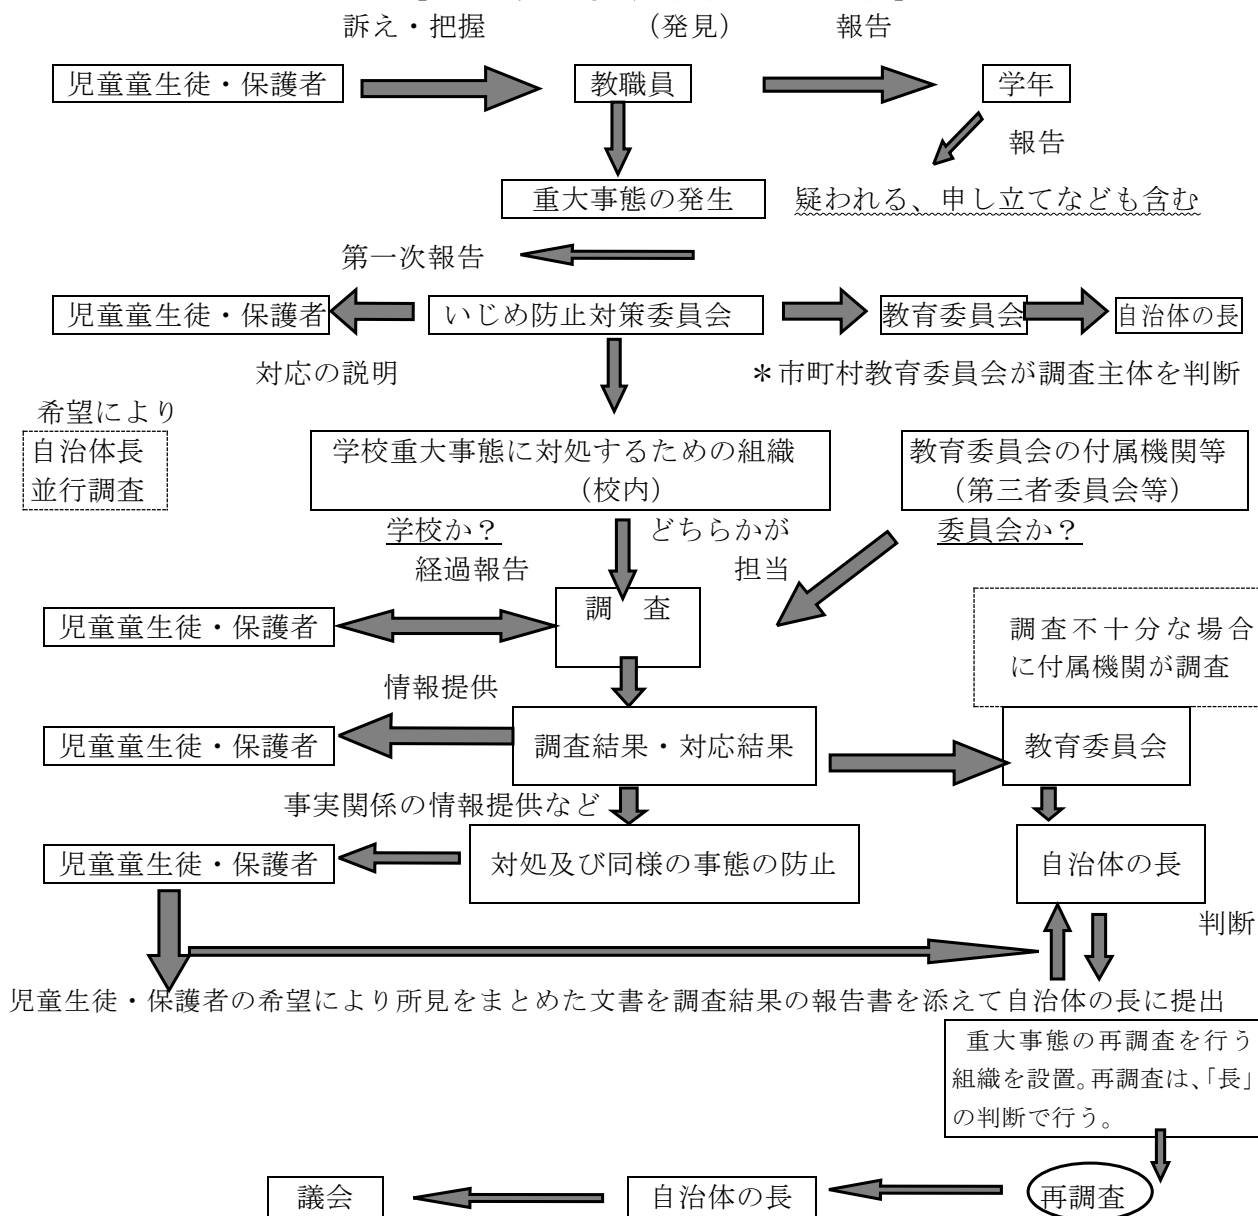 訴え・把握 （発見） 報告
児童童生徒・保護者 教職員 学年
報告
重大事態の発生 疑われる、申し立てなども含む
第一次報告
児童童生徒・保護者 いじめ防止対策委員会 教育委員会 自治体の長
対応の説明 ＊市町村教育委員会が調査主体を判断
希望により
自治体長
並行調査
学校重大事態に対処するための組織
（校内）
教育委員会の付属機関等
（第三者委員会等）
学校か？ どちらかが 委員会か？
経過報告 担当
児童童生徒・保護者 調　査
調査不十分な場合
に付属機関が調査
情報提供
児童童生徒・保護者 調査結果・対応結果 教育委員会
事実関係の情報提供など
児童童生徒・保護者 対処及び同様の事態の防止 自治体の長
判断
児童生徒・保護者の希望により所見をまとめた文書を調査結果の報告書を添えて自治体の長に提出
重大事態の再調査を行う
組織を設置。再調査は、「長」
の判断で行う。
議会 自治体の長 再調査